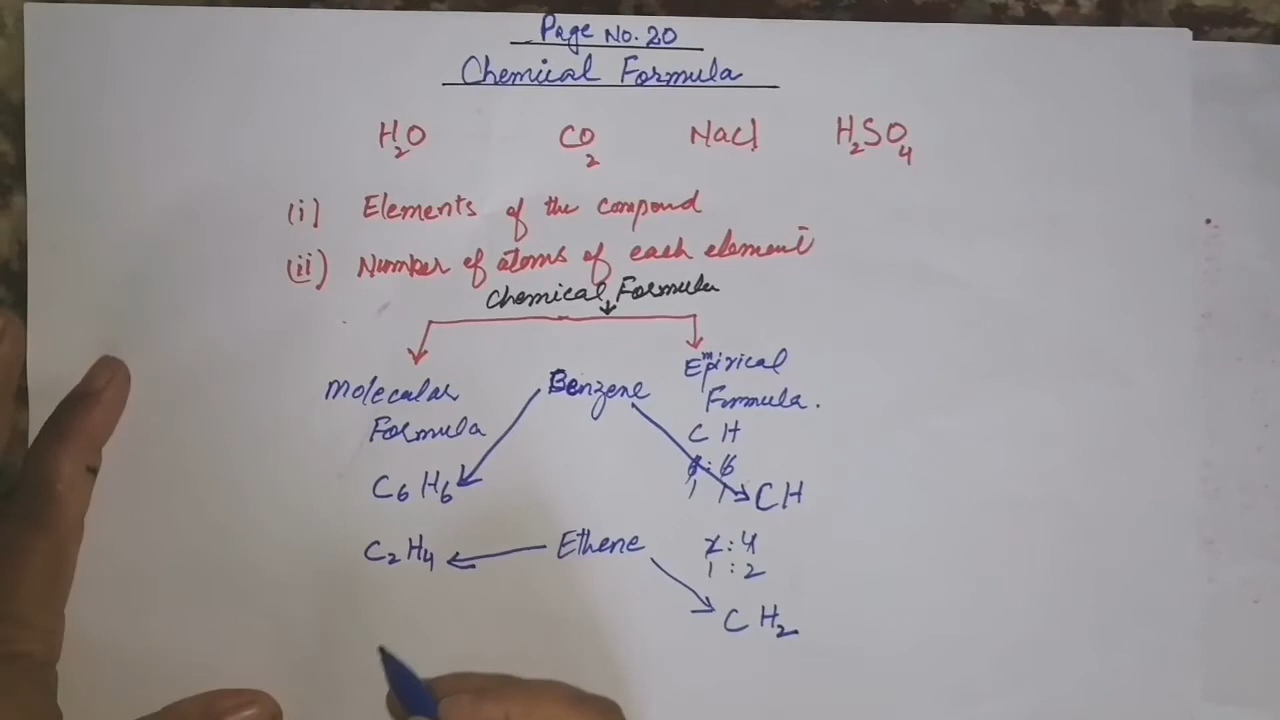 Page No. 20
Chemical Formula
H₂O CO₂ NaCl H₂SO₄
(i) Elements of the compond
(ii) Number of atoms of each element
Chemical Formula
Molecular Formula
Benzene
Empirical Formula.
C H
6 : 6
1 1
C₆H₆
CH
C₂H₄
Ethene
2 : 4
1 : 2
CH₂